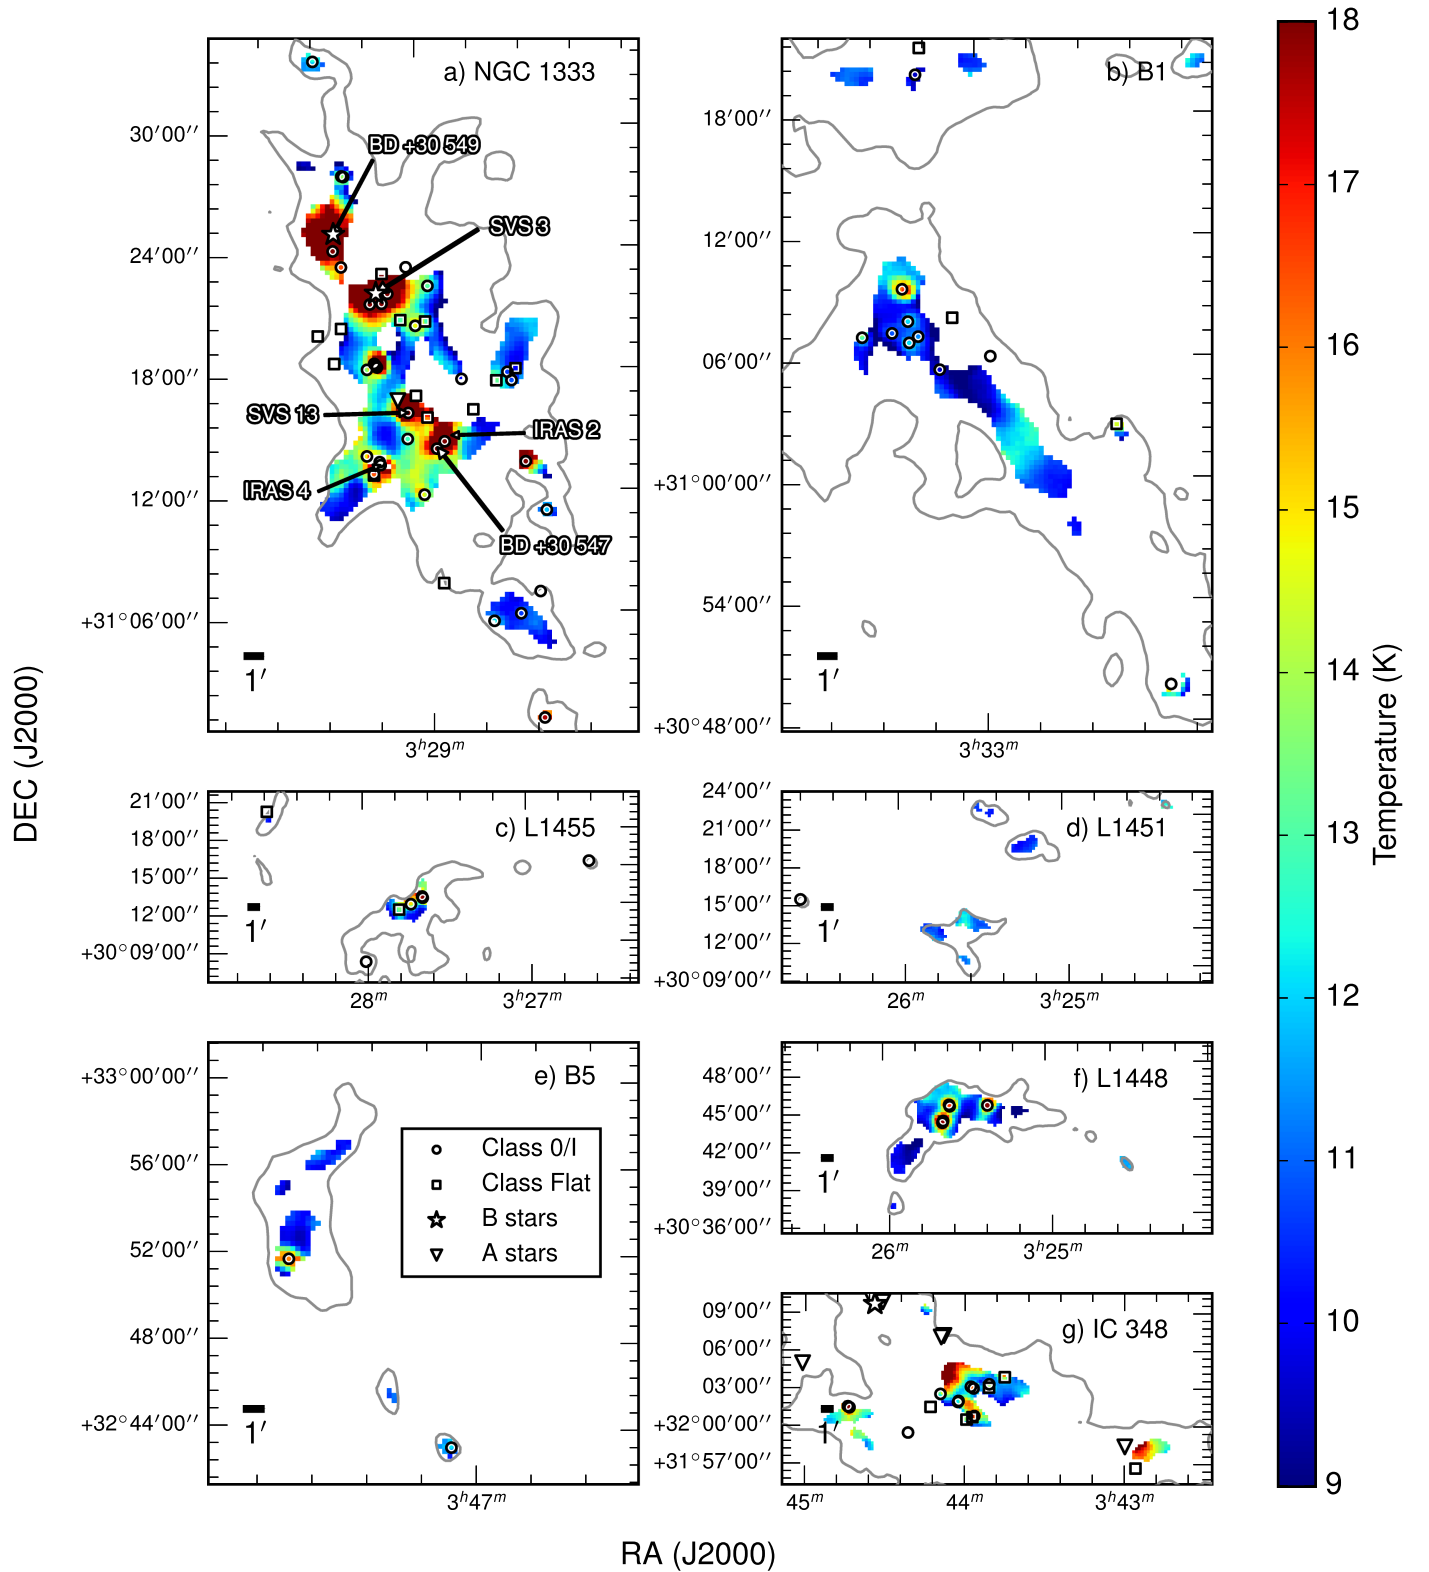 a) NGC 1333
BD +30 549
SVS 3
SVS 13
IRAS 2
IRAS 4
BD +30 547
30′00′′
24′00′′
18′00′′
12′00′′
+31°06′00′′
1′
3ʰ29ᵐ
b) B1
18′00′′
12′00′′
06′00′′
+31°00′00′′
54′00′′
+30°48′00′′
1′
3ʰ33ᵐ
c) L1455
21′00′′
18′00′′
15′00′′
12′00′′
+30°09′00′′
1′
28ᵐ 3ʰ27ᵐ
d) L1451
24′00′′
21′00′′
18′00′′
15′00′′
12′00′′
+30°09′00′′
1′
26ᵐ 3ʰ25ᵐ
e) B5
+33°00′00′′
56′00′′
52′00′′
48′00′′
+32°44′00′′
Class 0/I
Class Flat
B stars
A stars
1′
3ʰ47ᵐ
f) L1448
48′00′′
45′00′′
42′00′′
39′00′′
+30°36′00′′
1′
26ᵐ 3ʰ25ᵐ
g) IC 348
09′00′′
06′00′′
03′00′′
+32°00′00′′
+31°57′00′′
1′
45ᵐ 44ᵐ 3ʰ43ᵐ
DEC (J2000)
RA (J2000)
18
17
16
15
14
13
12
11
10
9
Temperature (K)